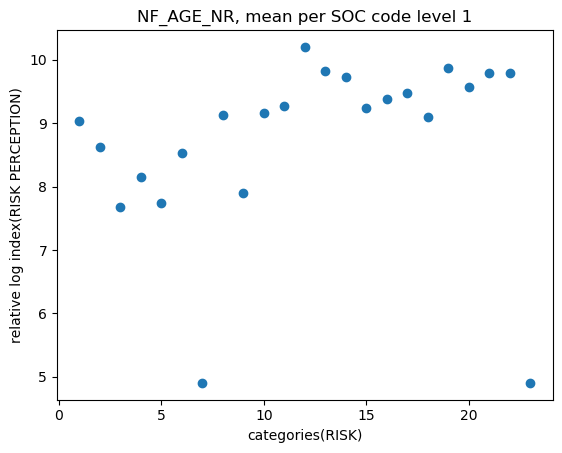 NF_AGE_NR, mean per SOC code level 1
relative log index(RISK PERCEPTION)
10
9
8
7
6
5
0 5 10 15 20
categories(RISK)